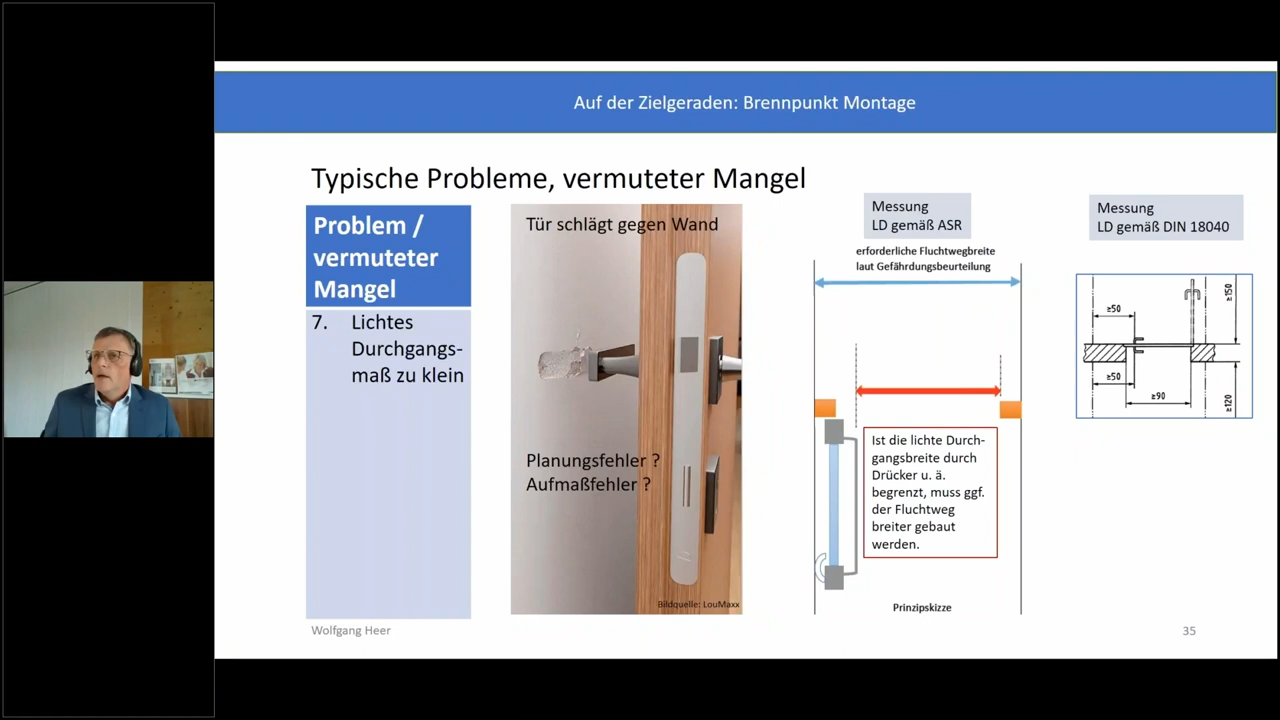 Auf der Zielgeraden: Brennpunkt Montage
Typische Probleme, vermuteter Mangel
Problem /
vermuteter
Mangel
7. Lichtes
Durchgangs-
maß zu klein
Tür schlägt gegen Wand
Planungsfehler ?
Aufmaßfehler ?
Bildquelle: LouMaxx
Messung
LD gemäß ASR
erforderliche Fluchtwegbreite
laut Gefährdungsbeurteilung
Ist die lichte Durch-
gangsbreite durch
Drücker u. ä.
begrenzt, muss ggf.
der Fluchtweg
breiter gebaut
werden.
Prinzipskizze
Messung
LD gemäß DIN 18040
≥50
≥150
≥50
≥90
≥120
Wolfgang Heer
35